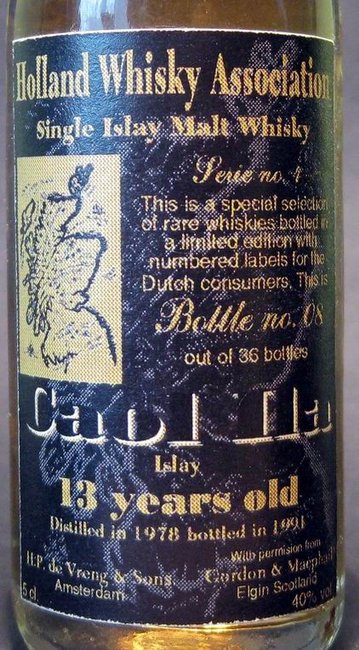 Holland Whisky Association
Single Islay Malt Whisky
Serie no. 1
This is a special selection
of rare whiskies bottled in
a limited edition with
numbered labels for the
Dutch consumers. This is
Bottle no. 08
out of 36 bottles
Caol Ila
Islay
13 years old
Distilled in 1978 bottled in 1991
With permision from
H.P. de Vreng & Sons Gordon & Macphail
Amsterdam Elgin Scotland
5 cl 40% vol